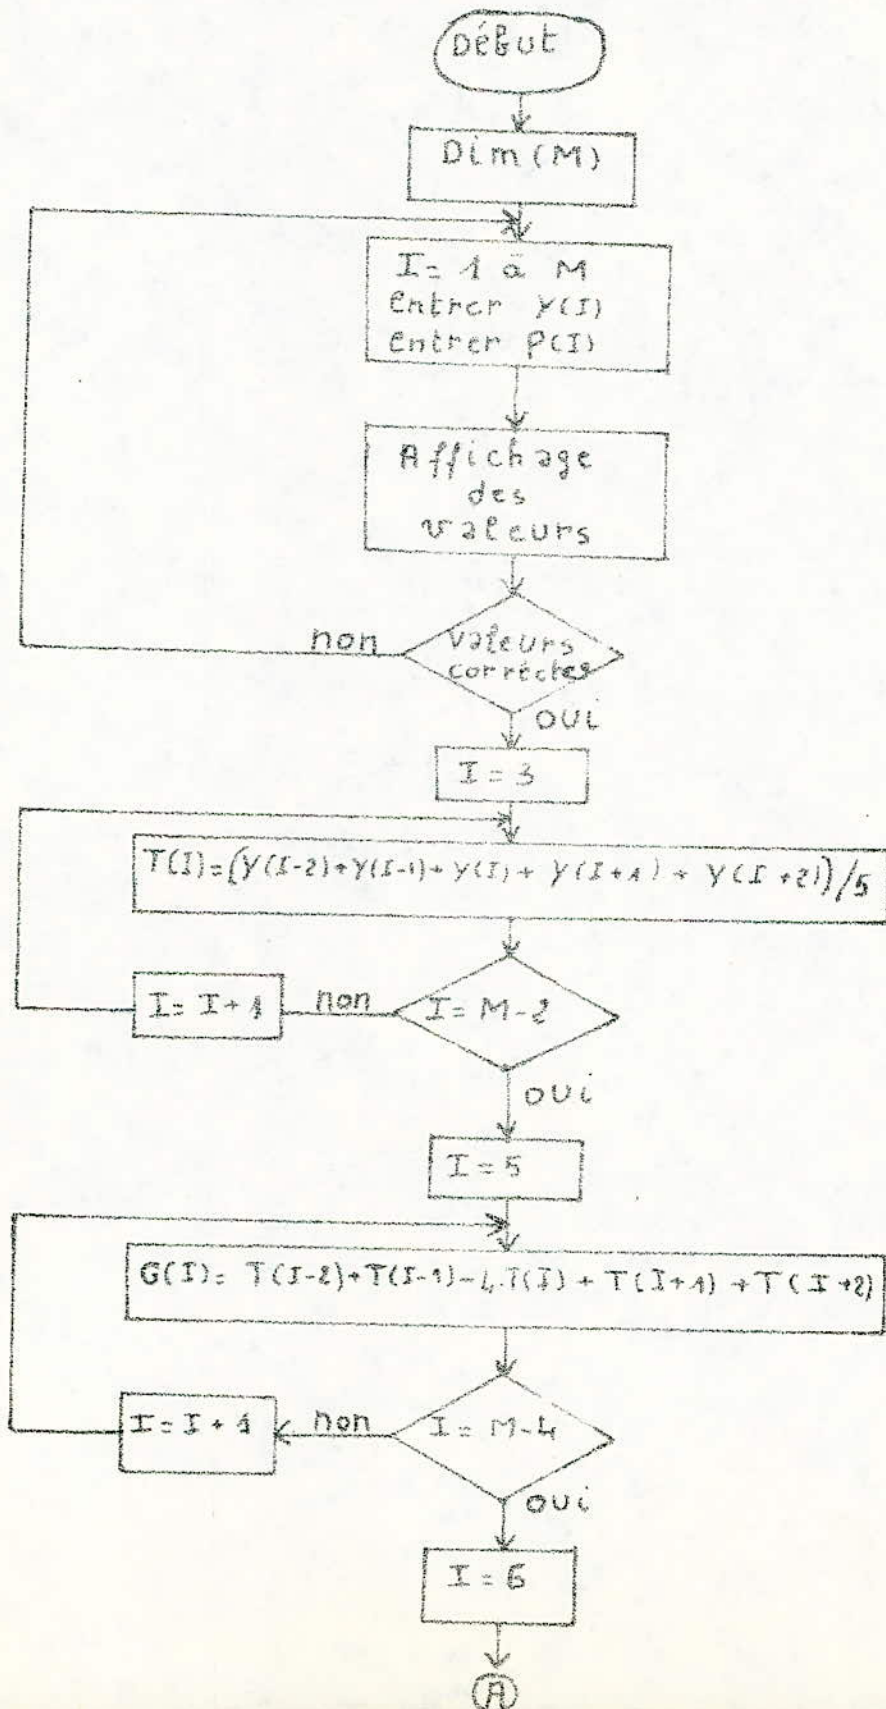 Début
Dim(M)
I = 1 à M
Entrer Y(I)
Entrer P(I)
Affichage
des
valeurs
valeurs
corréctes
non
oui
I = 3
T(I)=(Y(I-2)+Y(I-1)+Y(I)+Y(I+1)+Y(I+2))/5
I = M-2
non
I = I+1
oui
I = 5
G(I)= T(I-2)+T(I-1)-4.T(I)+T(I+1)+T(I+2)
I = M-4
non
I = I+1
oui
I = 6
A